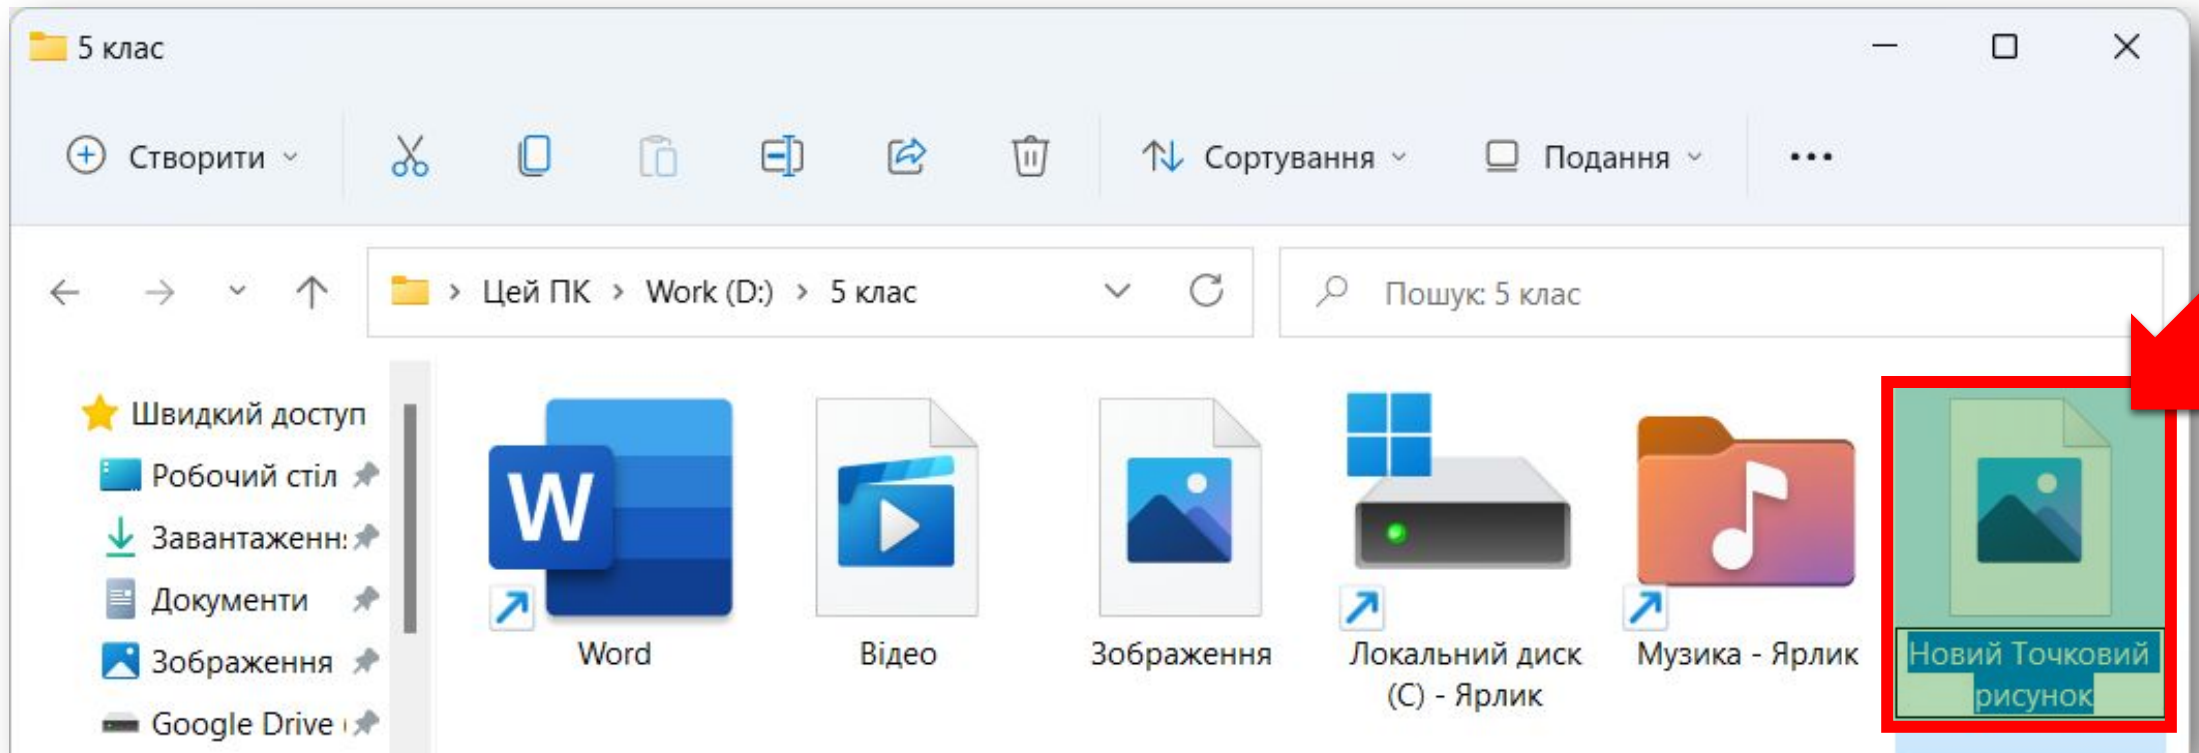 5 клас
Створити
Сортування
Подання
Цей ПК > Work (D:) > 5 клас
Пошук: 5 клас
Швидкий доступ
Робочий стіл
Документи
Зображення
Google Drive
W
Word
Відео
Зображення
Локальний диск
(C) - Ярлик
Музика - Ярлик
Новий Точковий
рисунок